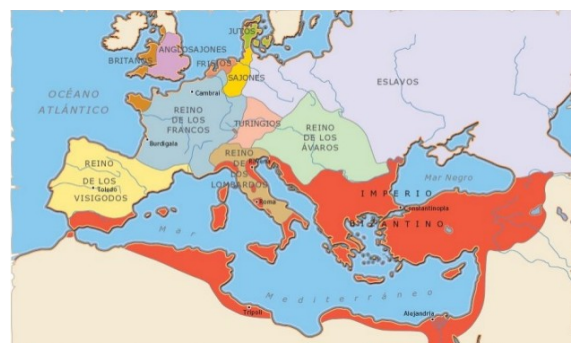 JUTOS
ANGLOSAJONES
BRITANOS
FRISIOS
SAJONES
ESLAVOS
OCÉANO
ATLÁNTICO
Cambrai
REINO
DE LOS
FRANCOS
TURINGIOS
REINO
DE LOS
ÁVAROS
Burdigala
REINO
DE
LOS
LOMBARDOS
REINO
DE LOS
VISIGODOS
Toledo
Roma
Mar Negro
IMPERIO
BIZANTINO
Constantinopla
Mar
Mediterráneo
Trípoli
Alejandría